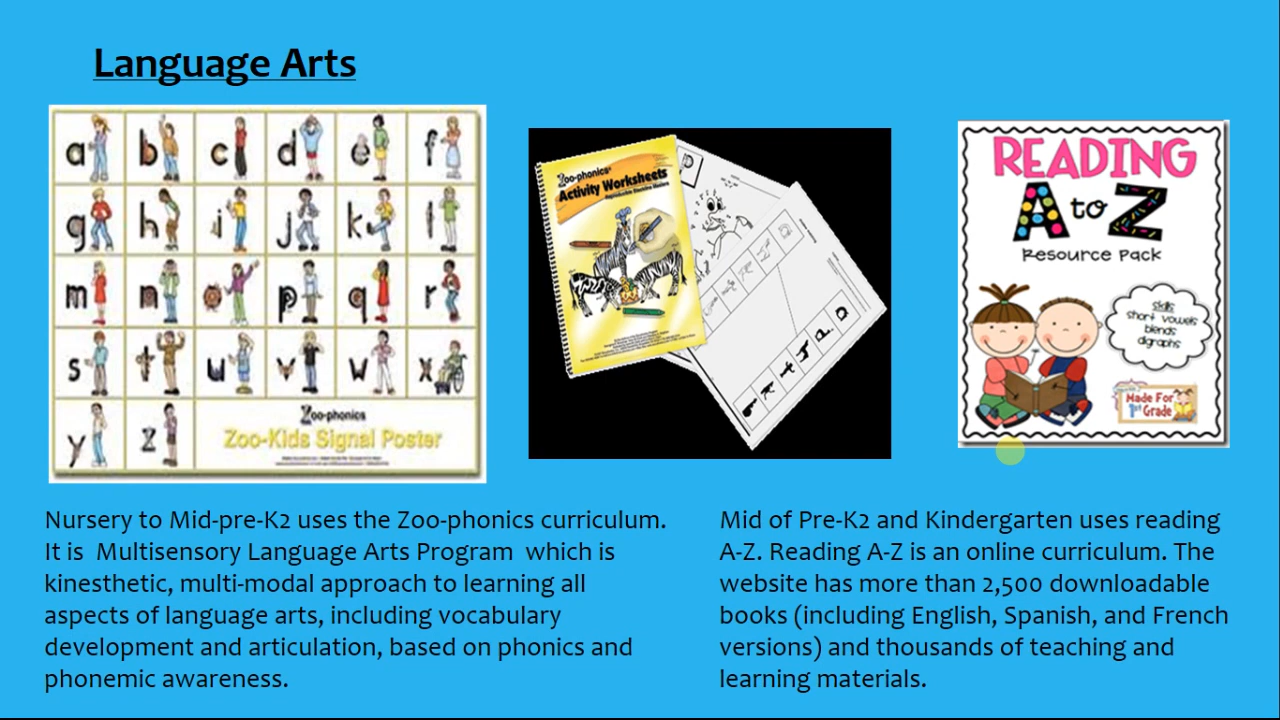 Language Arts
a b c d e f
g h i j k l
m n o p q r
s t u v w x
y z
Zoo-phonics
Zoo-Kids Signal Poster
Zoo-phonics®
Activity Worksheets
READING
A to Z
Resource Pack
skills
short vowels
blends
digraphs
Made For
1st Grade
Nursery to Mid-pre-K2 uses the Zoo-phonics curriculum.
It is Multisensory Language Arts Program which is
kinesthetic, multi-modal approach to learning all
aspects of language arts, including vocabulary
development and articulation, based on phonics and
phonemic awareness.
Mid of Pre-K2 and Kindergarten uses reading
A-Z. Reading A-Z is an online curriculum. The
website has more than 2,500 downloadable
books (including English, Spanish, and French
versions) and thousands of teaching and
learning materials.